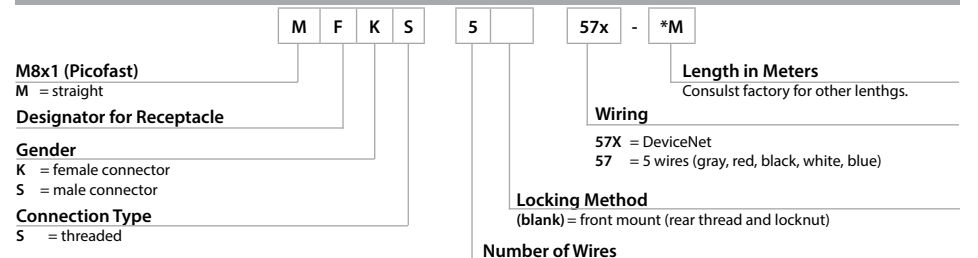 M F K S 5 57x - *M
M8x1 (Picofast)
M = straight
Designator for Receptacle
Gender
K = female connector
S = male connector
Connection Type
S = threaded
Length in Meters
Consulst factory for other lenthgs.
Wiring
57X = DeviceNet
57 = 5 wires (gray, red, black, white, blue)
Locking Method
(blank) = front mount (rear thread and locknut)
Number of Wires